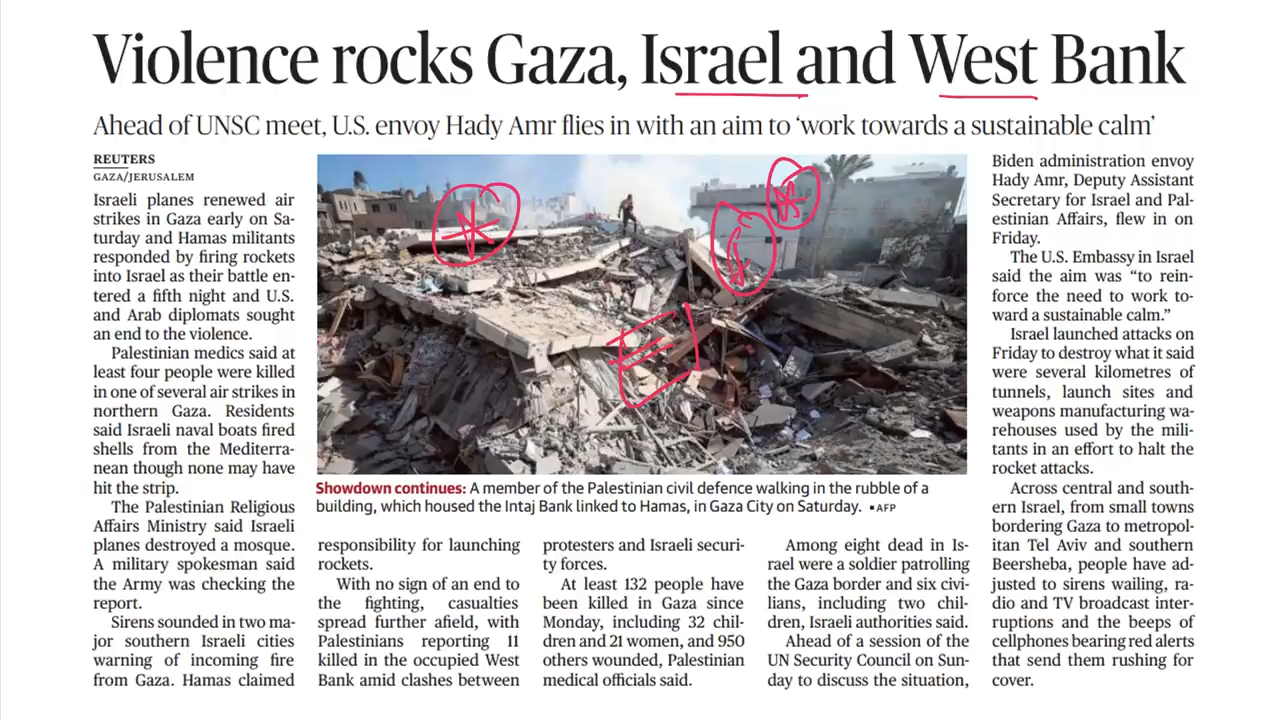 Violence rocks Gaza, Israel and West Bank
Ahead of UNSC meet, U.S. envoy Hady Amr flies in with an aim to ‘work towards a sustainable calm’
REUTERS
GAZA/JERUSALEM
Israeli planes renewed air
strikes in Gaza early on Sa-
turday and Hamas militants
responded by firing rockets
into Israel as their battle en-
tered a fifth night and U.S.
and Arab diplomats sought
an end to the violence.
Palestinian medics said at
least four people were killed
in one of several air strikes in
northern Gaza. Residents
said Israeli naval boats fired
shells from the Mediterra-
nean though none may have
hit the strip.
The Palestinian Religious
Affairs Ministry said Israeli
planes destroyed a mosque.
A military spokesman said
the Army was checking the
report.
Sirens sounded in two ma-
jor southern Israeli cities
warning of incoming fire
from Gaza. Hamas claimed
Showdown continues: A member of the Palestinian civil defence walking in the rubble of a
building, which housed the Intaj Bank linked to Hamas, in Gaza City on Saturday. ▪AFP
responsibility for launching
rockets.
With no sign of an end to
the fighting, casualties
spread further afield, with
Palestinians reporting 11
killed in the occupied West
Bank amid clashes between
protesters and Israeli securi-
ty forces.
At least 132 people have
been killed in Gaza since
Monday, including 32 chil-
dren and 21 women, and 950
others wounded, Palestinian
medical officials said.
Among eight dead in Is-
rael were a soldier patrolling
the Gaza border and six civi-
lians, including two chil-
dren, Israeli authorities said.
Ahead of a session of the
UN Security Council on Sun-
day to discuss the situation,
Biden administration envoy
Hady Amr, Deputy Assistant
Secretary for Israel and Pal-
estinian Affairs, flew in on
Friday.
The U.S. Embassy in Israel
said the aim was “to rein-
force the need to work to-
ward a sustainable calm.”
Israel launched attacks on
Friday to destroy what it said
were several kilometres of
tunnels, launch sites and
weapons manufacturing wa-
rehouses used by the mili-
tants in an effort to halt the
rocket attacks.
Across central and south-
ern Israel, from small towns
bordering Gaza to metropol-
itan Tel Aviv and southern
Beersheba, people have ad-
justed to sirens wailing, ra-
dio and TV broadcast inter-
ruptions and the beeps of
cellphones bearing red alerts
that send them rushing for
cover.